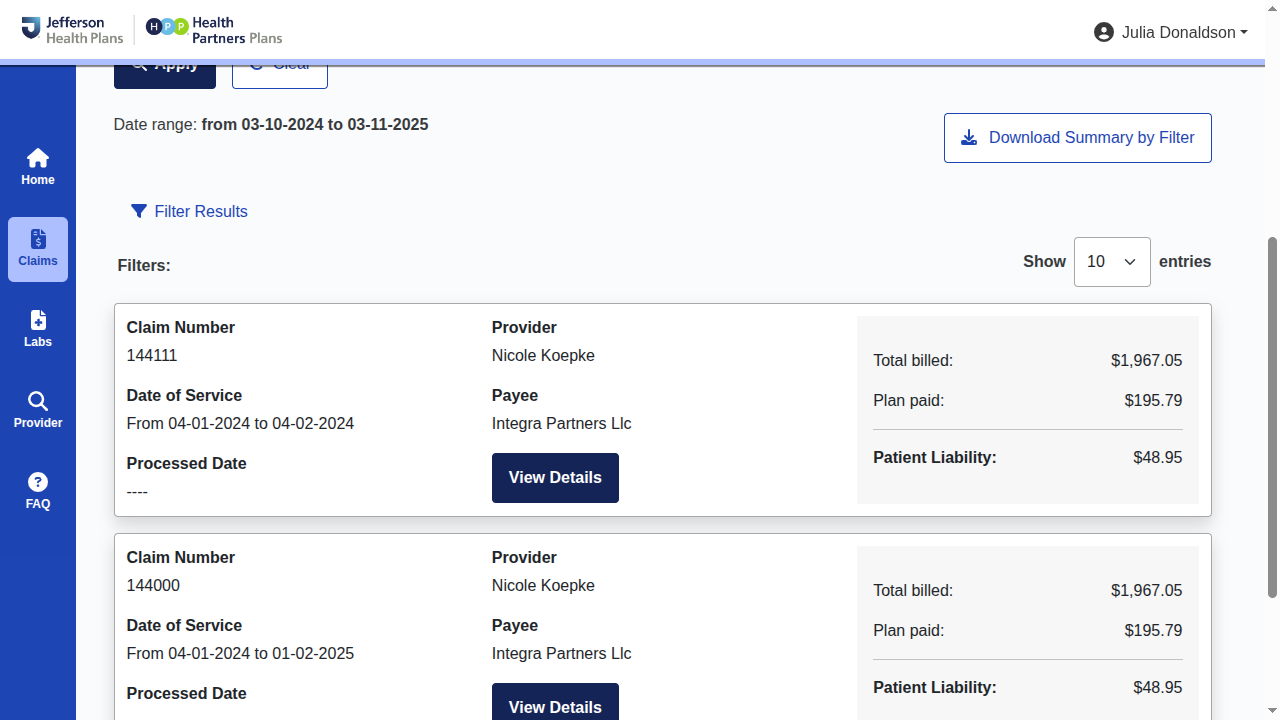 Jefferson
Health Plans
HPP
Health
Partners Plans
Julia Donaldson
Apply
Clear
Date range: from 03-10-2024 to 03-11-2025
Download Summary by Filter
Home
Claims
Labs
Provider
FAQ
Filter Results
Filters:
Show 10 entries
Claim Number
144111
Date of Service
From 04-01-2024 to 04-02-2024
Processed Date
----
Provider
Nicole Koepke
Payee
Integra Partners Llc
View Details
Total billed: $1,967.05
Plan paid: $195.79
Patient Liability: $48.95
Claim Number
144000
Date of Service
From 04-01-2024 to 01-02-2025
Processed Date
Provider
Nicole Koepke
Payee
Integra Partners Llc
View Details
Total billed: $1,967.05
Plan paid: $195.79
Patient Liability: $48.95